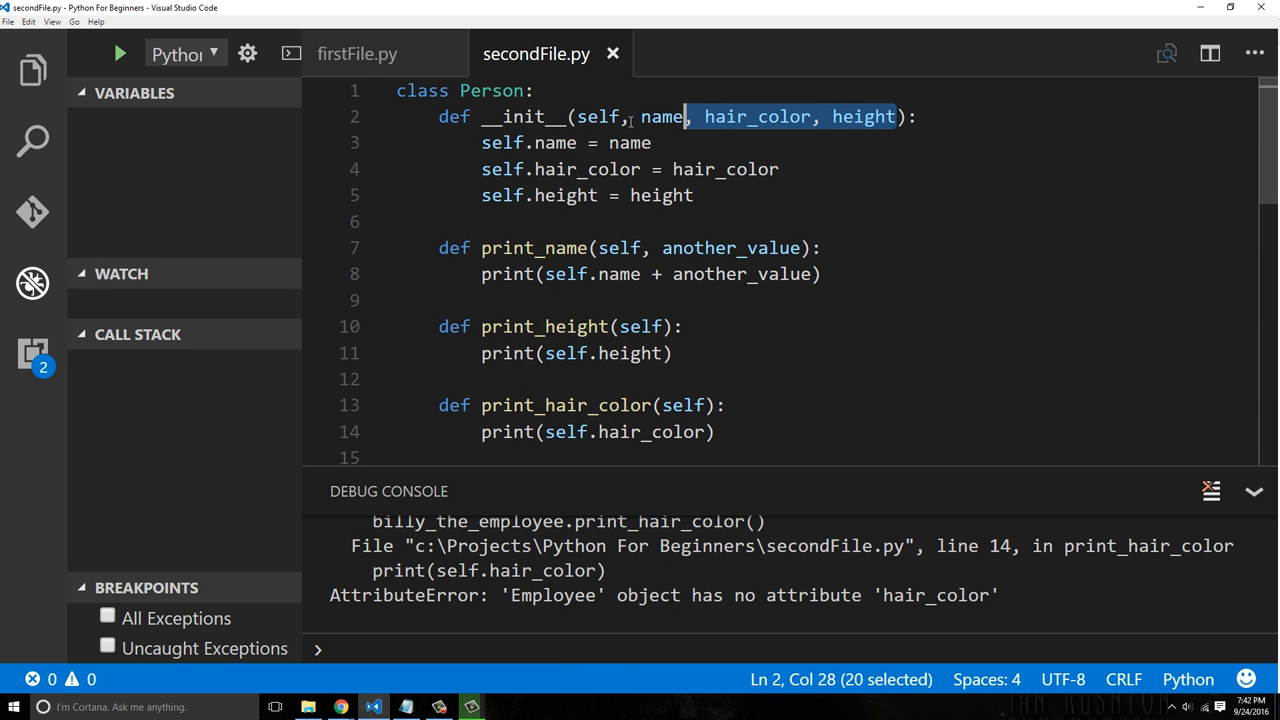 secondFile.py - Python For Beginners - Visual Studio Code
File Edit View Go Help
Python
firstFile.py
secondFile.py
VARIABLES
WATCH
CALL STACK
2
BREAKPOINTS
All Exceptions
Uncaught Exceptions
1 class Person:
2 def __init__(self, name, hair_color, height):
3 self.name = name
4 self.hair_color = hair_color
5 self.height = height
6
7 def print_name(self, another_value):
8 print(self.name + another_value)
9
10 def print_height(self):
11 print(self.height)
12
13 def print_hair_color(self):
14 print(self.hair_color)
15
DEBUG CONSOLE
billy_the_employee.print_hair_color()
File "c:\Projects\Python For Beginners\secondFile.py", line 14, in print_hair_color
print(self.hair_color)
AttributeError: 'Employee' object has no attribute 'hair_color'
0 0
Ln 2, Col 28 (20 selected) Spaces: 4 UTF-8 CRLF Python
I'm Cortana. Ask me anything.
7:42 PM
9/24/2016